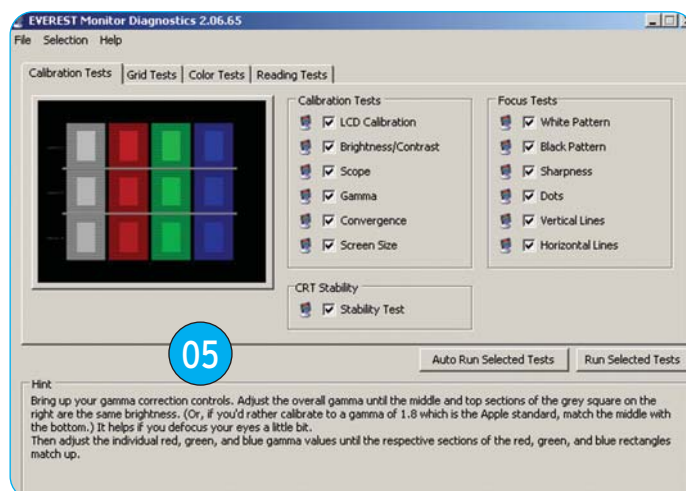 EVEREST Monitor Diagnostics 2.06.65
File Selection Help
Calibration Tests Grid Tests Color Tests Reading Tests
Calibration Tests
LCD Calibration
Brightness/Contrast
Scope
Gamma
Convergence
Screen Size
Focus Tests
White Pattern
Black Pattern
Sharpness
Dots
Vertical Lines
Horizontal Lines
CRT Stability
Stability Test
05
Auto Run Selected Tests Run Selected Tests
Hint
Bring up your gamma correction controls. Adjust the overall gamma until the middle and top sections of the grey square on the
right are the same brightness. (Or, if you'd rather calibrate to a gamma of 1.8 which is the Apple standard, match the middle with
the bottom.) It helps if you defocus your eyes a little bit.
Then adjust the individual red, green, and blue gamma values until the respective sections of the red, green, and blue rectangles
match up.